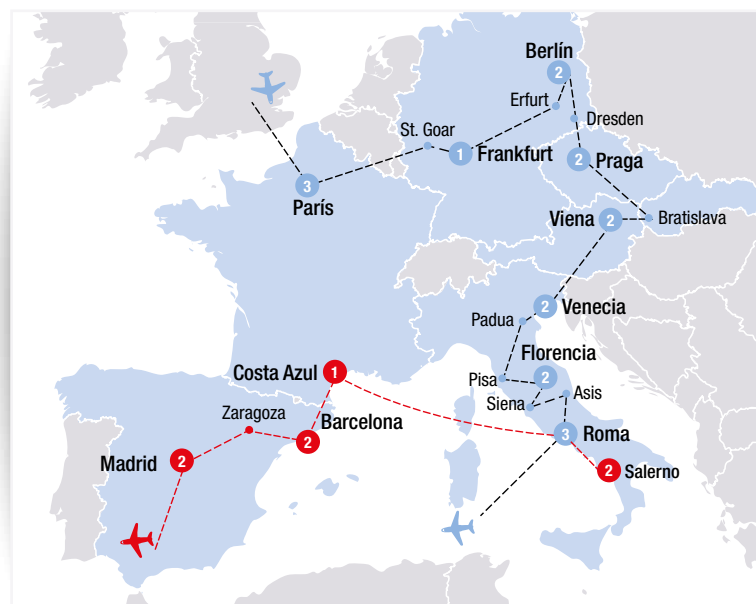 Berlín
2
Erfurt
Dresden
St. Goar
1
Frankfurt
2
Praga
3
París
Viena
2
Bratislava
2
Venecia
Padua
Florencia
2
Pisa
Siena
Asis
Costa Azul
1
Zaragoza
Barcelona
2
Madrid
2
3
Roma
2
Salerno